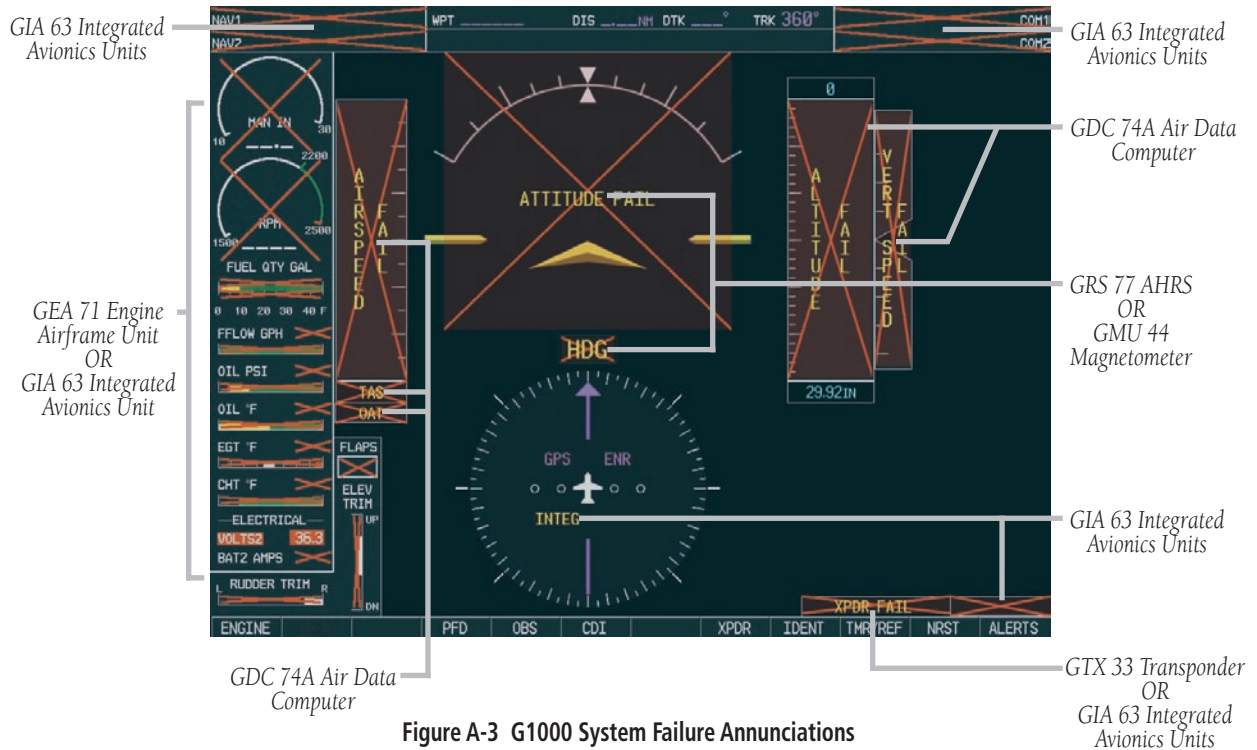 GIA 63 Integrated
Avionics Units
NAV1
NAV2
WPT _______ DIS __.__NM DTK ____° TRK 360°
COM1
COM2
GIA 63 Integrated
Avionics Units
MAN IN
10
30
2200
RPM
1500
2500
FUEL QTY GAL
0 10 20 30 40 F
FFLOW GPH
OIL PSI
OIL °F
EGT °F
CHT °F
ELECTRICAL
VOLTS2 36.3
BAT2 AMPS
RUDDER TRIM
L R
GEA 71 Engine
Airframe Unit
OR
GIA 63 Integrated
Avionics Unit
AIRSPEED
FAIL
TAS
OAT
FLAPS
ELEV
TRIM
UP
DN
ATTITUDE FAIL
HDG
GPS ENR
INTEG
0
ALTITUDE
FAIL
29.92IN
VERT SPEED
FAIL
GDC 74A Air Data
Computer
GRS 77 AHRS
OR
GMU 44
Magnetometer
GIA 63 Integrated
Avionics Units
XPDR FAIL
ENGINE PFD OBS CDI XPDR IDENT TMR/REF NRST ALERTS
GDC 74A Air Data
Computer
GTX 33 Transponder
OR
GIA 63 Integrated
Avionics Units
Figure A-3 G1000 System Failure Annunciations